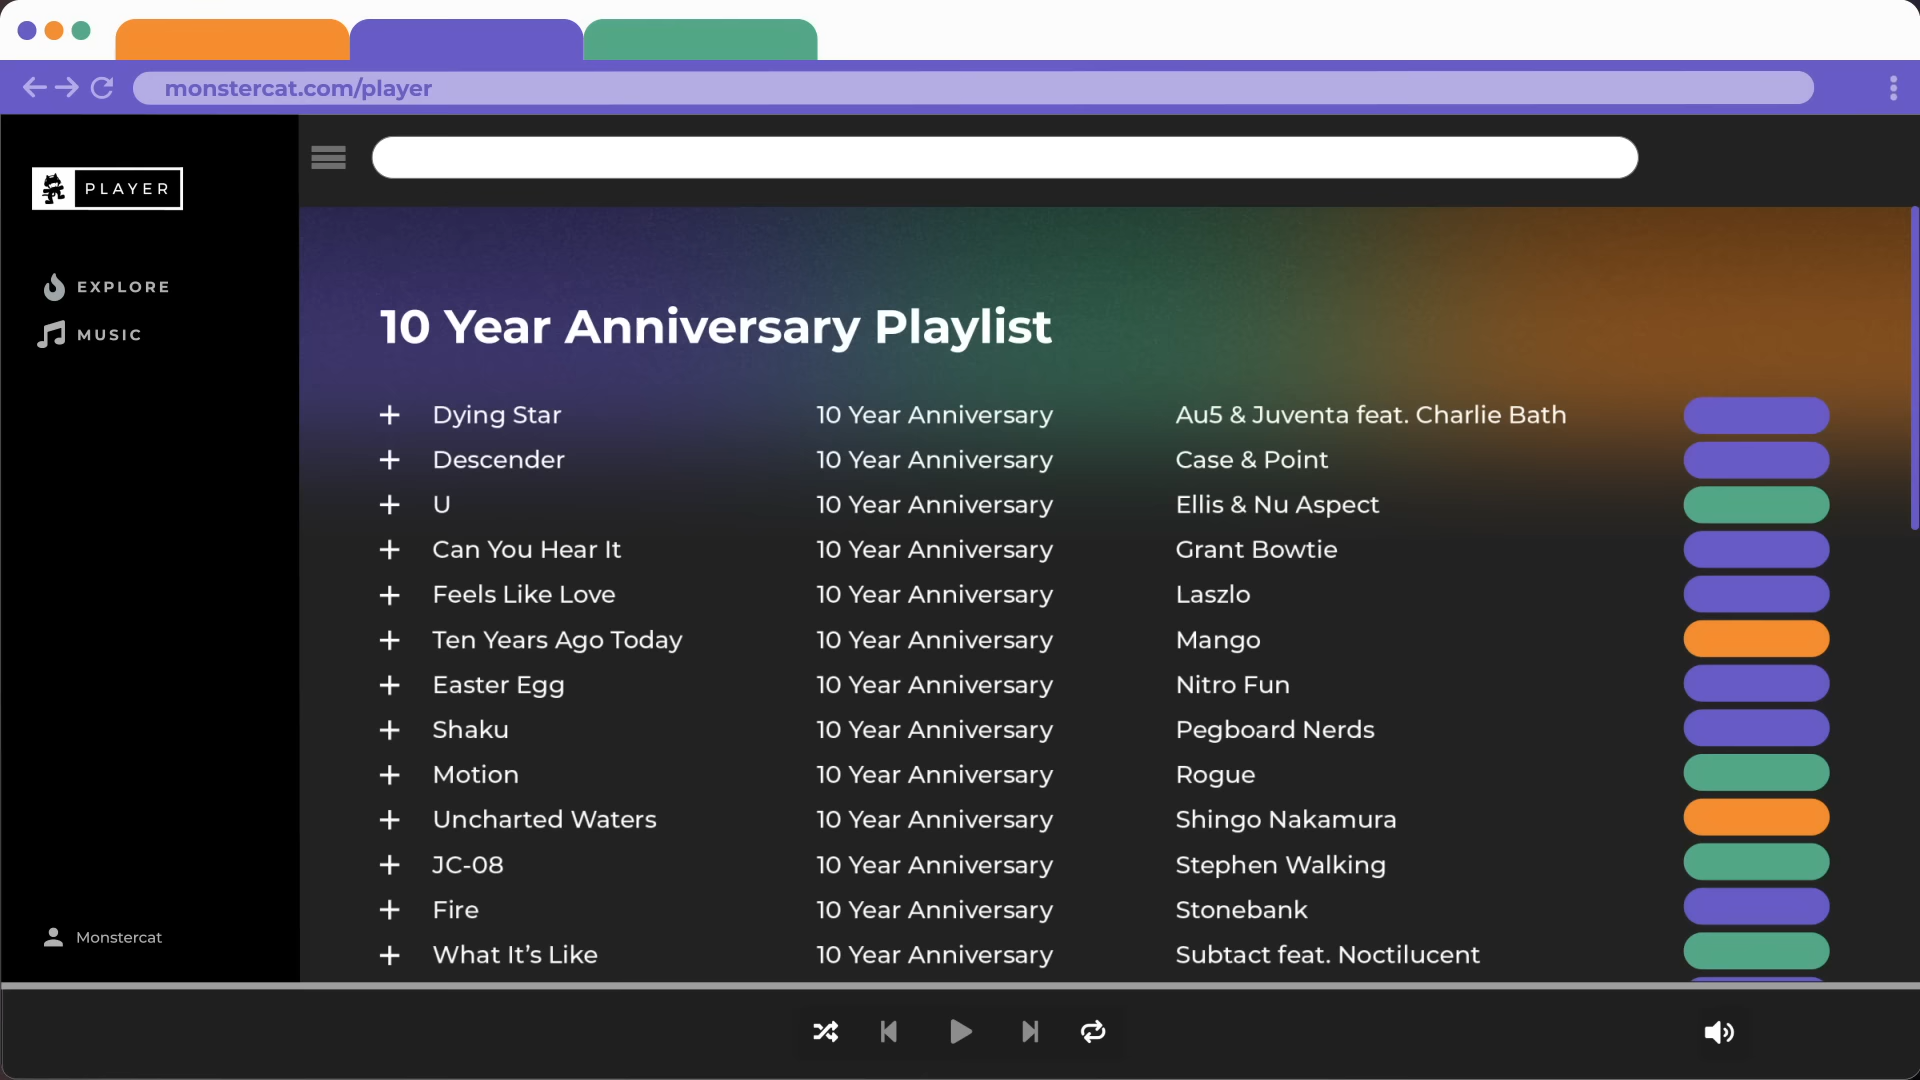 monstercat.com/player
PLAYER
EXPLORE
MUSIC
10 Year Anniversary Playlist
Dying Star 10 Year Anniversary Au5 & Juventa feat. Charlie Bath
Descender 10 Year Anniversary Case & Point
U 10 Year Anniversary Ellis & Nu Aspect
Can You Hear It 10 Year Anniversary Grant Bowtie
Feels Like Love 10 Year Anniversary Laszlo
Ten Years Ago Today 10 Year Anniversary Mango
Easter Egg 10 Year Anniversary Nitro Fun
Shaku 10 Year Anniversary Pegboard Nerds
Motion 10 Year Anniversary Rogue
Uncharted Waters 10 Year Anniversary Shingo Nakamura
JC-08 10 Year Anniversary Stephen Walking
Fire 10 Year Anniversary Stonebank
What It’s Like 10 Year Anniversary Subtact feat. Noctilucent
Monstercat